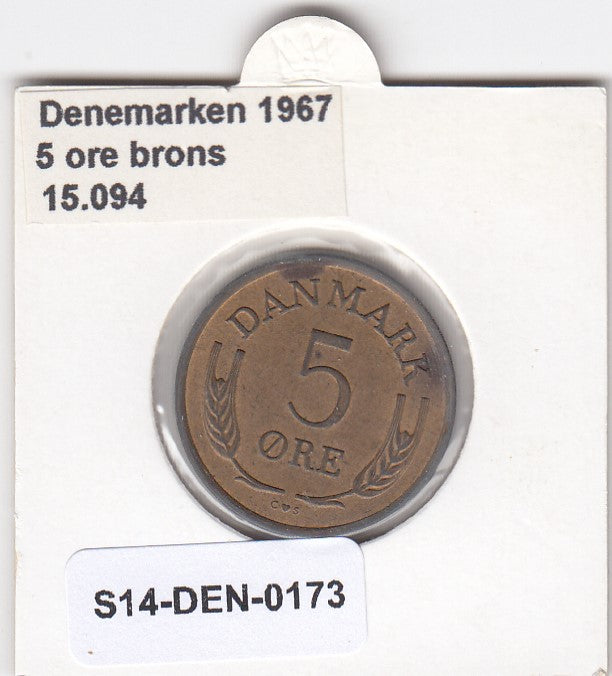 Denemarken 1967
5 ore brons
15.094
DANMARK
5
ØRE
C♥S
S14-DEN-0173